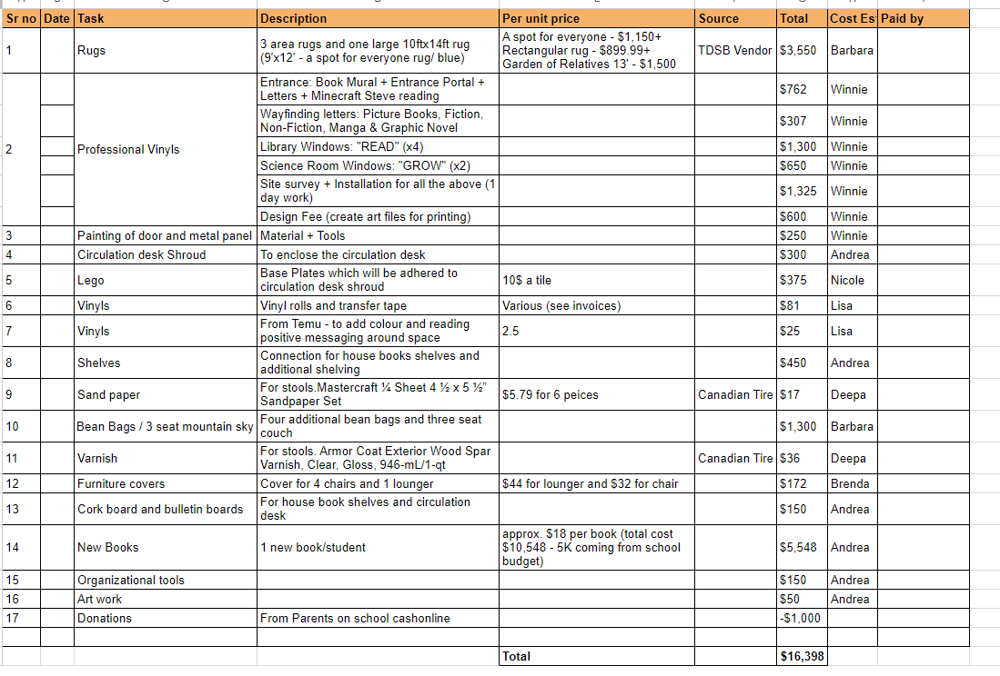 Sr no Date Task Description Per unit price Source Total Cost Es Paid by
1 Rugs 3 area rugs and one large 10ftx14ft rug
(9'x12' - a spot for everyone rug/ blue) A spot for everyone - $1,150+
Rectangular rug - $899.99+
Garden of Relatives 13' - $1,500 TDSB Vendor $3,550 Barbara
2 Professional Vinyls Entrance: Book Mural + Entrance Portal +
Letters + Minecraft Steve reading $762 Winnie
Wayfinding letters: Picture Books, Fiction,
Non-Fiction, Manga & Graphic Novel $307 Winnie
Library Windows: "READ" (x4) $1,300 Winnie
Science Room Windows: "GROW" (x2) $650 Winnie
Site survey + Installation for all the above (1
day work) $1,325 Winnie
Design Fee (create art files for printing) $600 Winnie
3 Painting of door and metal panel Material + Tools $250 Winnie
4 Circulation desk Shroud To enclose the circulation desk $300 Andrea
5 Lego Base Plates which will be adhered to
circulation desk shroud 10$ a tile $375 Nicole
6 Vinyls Vinyl rolls and transfer tape Various (see invoices) $81 Lisa
7 Vinyls From Temu - to add colour and reading
positive messaging around space 2.5 $25 Lisa
8 Shelves Connection for house books shelves and
additional shelving $450 Andrea
9 Sand paper For stools.Mastercraft ¼ Sheet 4 ½ x 5 ½"
Sandpaper Set $5.79 for 6 peices Canadian Tire $17 Deepa
10 Bean Bags / 3 seat mountain sky Four additional bean bags and three seat
couch $1,300 Barbara
11 Varnish For stools. Armor Coat Exterior Wood Spar
Varnish, Clear, Gloss, 946-mL/1-qt Canadian Tire $36 Deepa
12 Furniture covers Cover for 4 chairs and 1 lounger $44 for lounger and $32 for chair $172 Brenda
13 Cork board and bulletin boards For house book shelves and circulation
desk $150 Andrea
14 New Books 1 new book/student approx. $18 per book (total cost
$10,548 - 5K coming from school
budget) $5,548 Andrea
15 Organizational tools $150 Andrea
16 Art work $50 Andrea
17 Donations From Parents on school cashonline -$1,000
Total $16,398